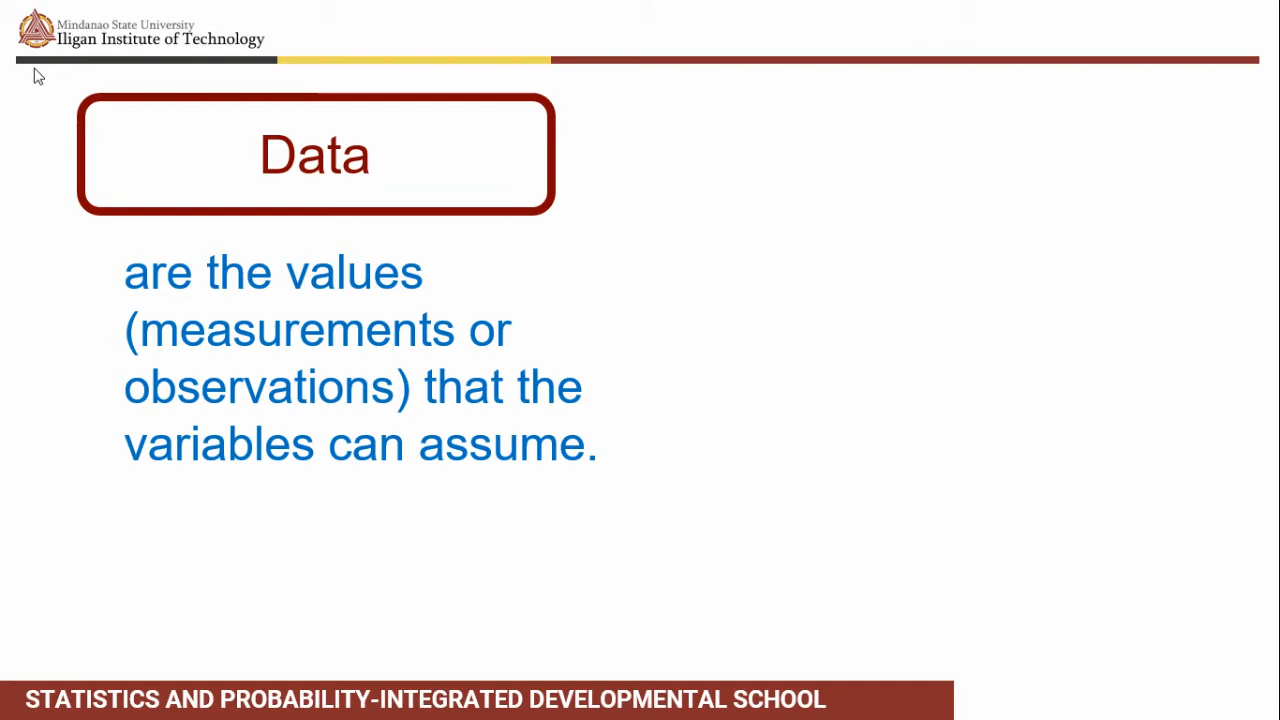 Mindanao State University
Iligan Institute of Technology
Data
are the values
(measurements or
observations) that the
variables can assume.
STATISTICS AND PROBABILITY-INTEGRATED DEVELOPMENTAL SCHOOL